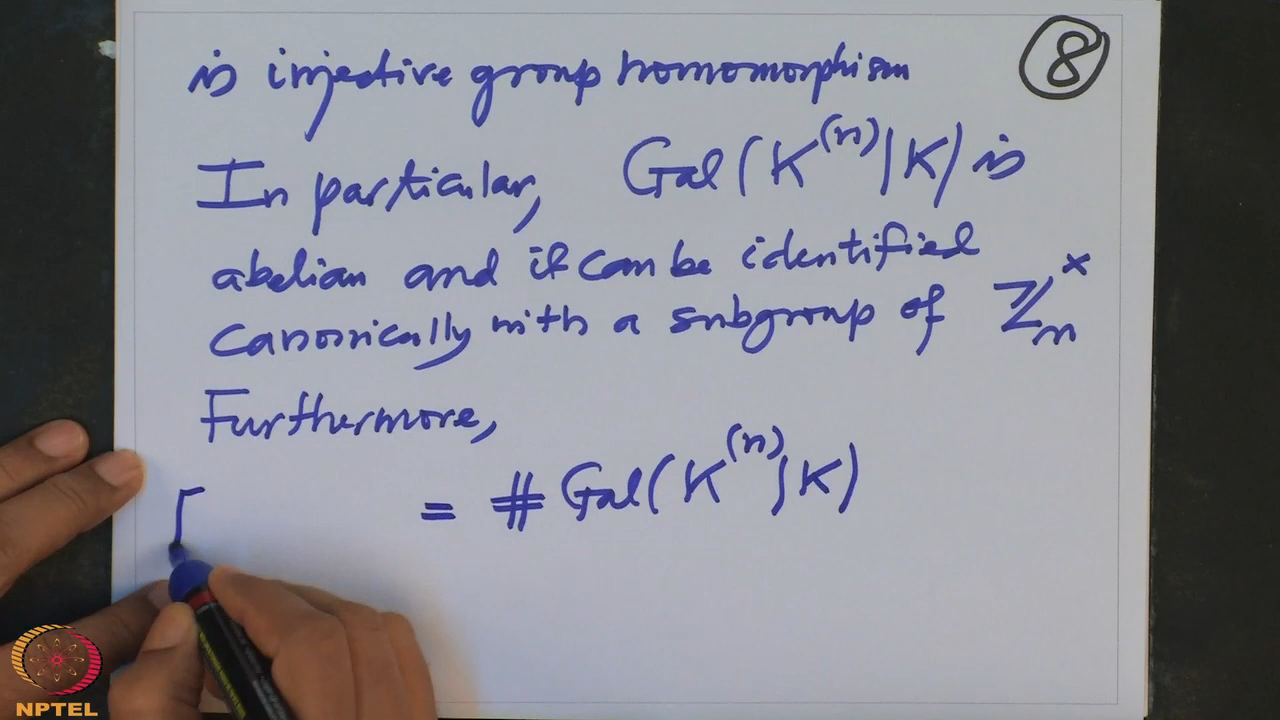 is injective group homomorphism
⑧
In particular, Gal(K^(n)|K) is
abelian and it can be identified
canonically with a subgroup of ℤ_n^×
Furthermore,
[ = # Gal(K^(n)|K)
NPTEL